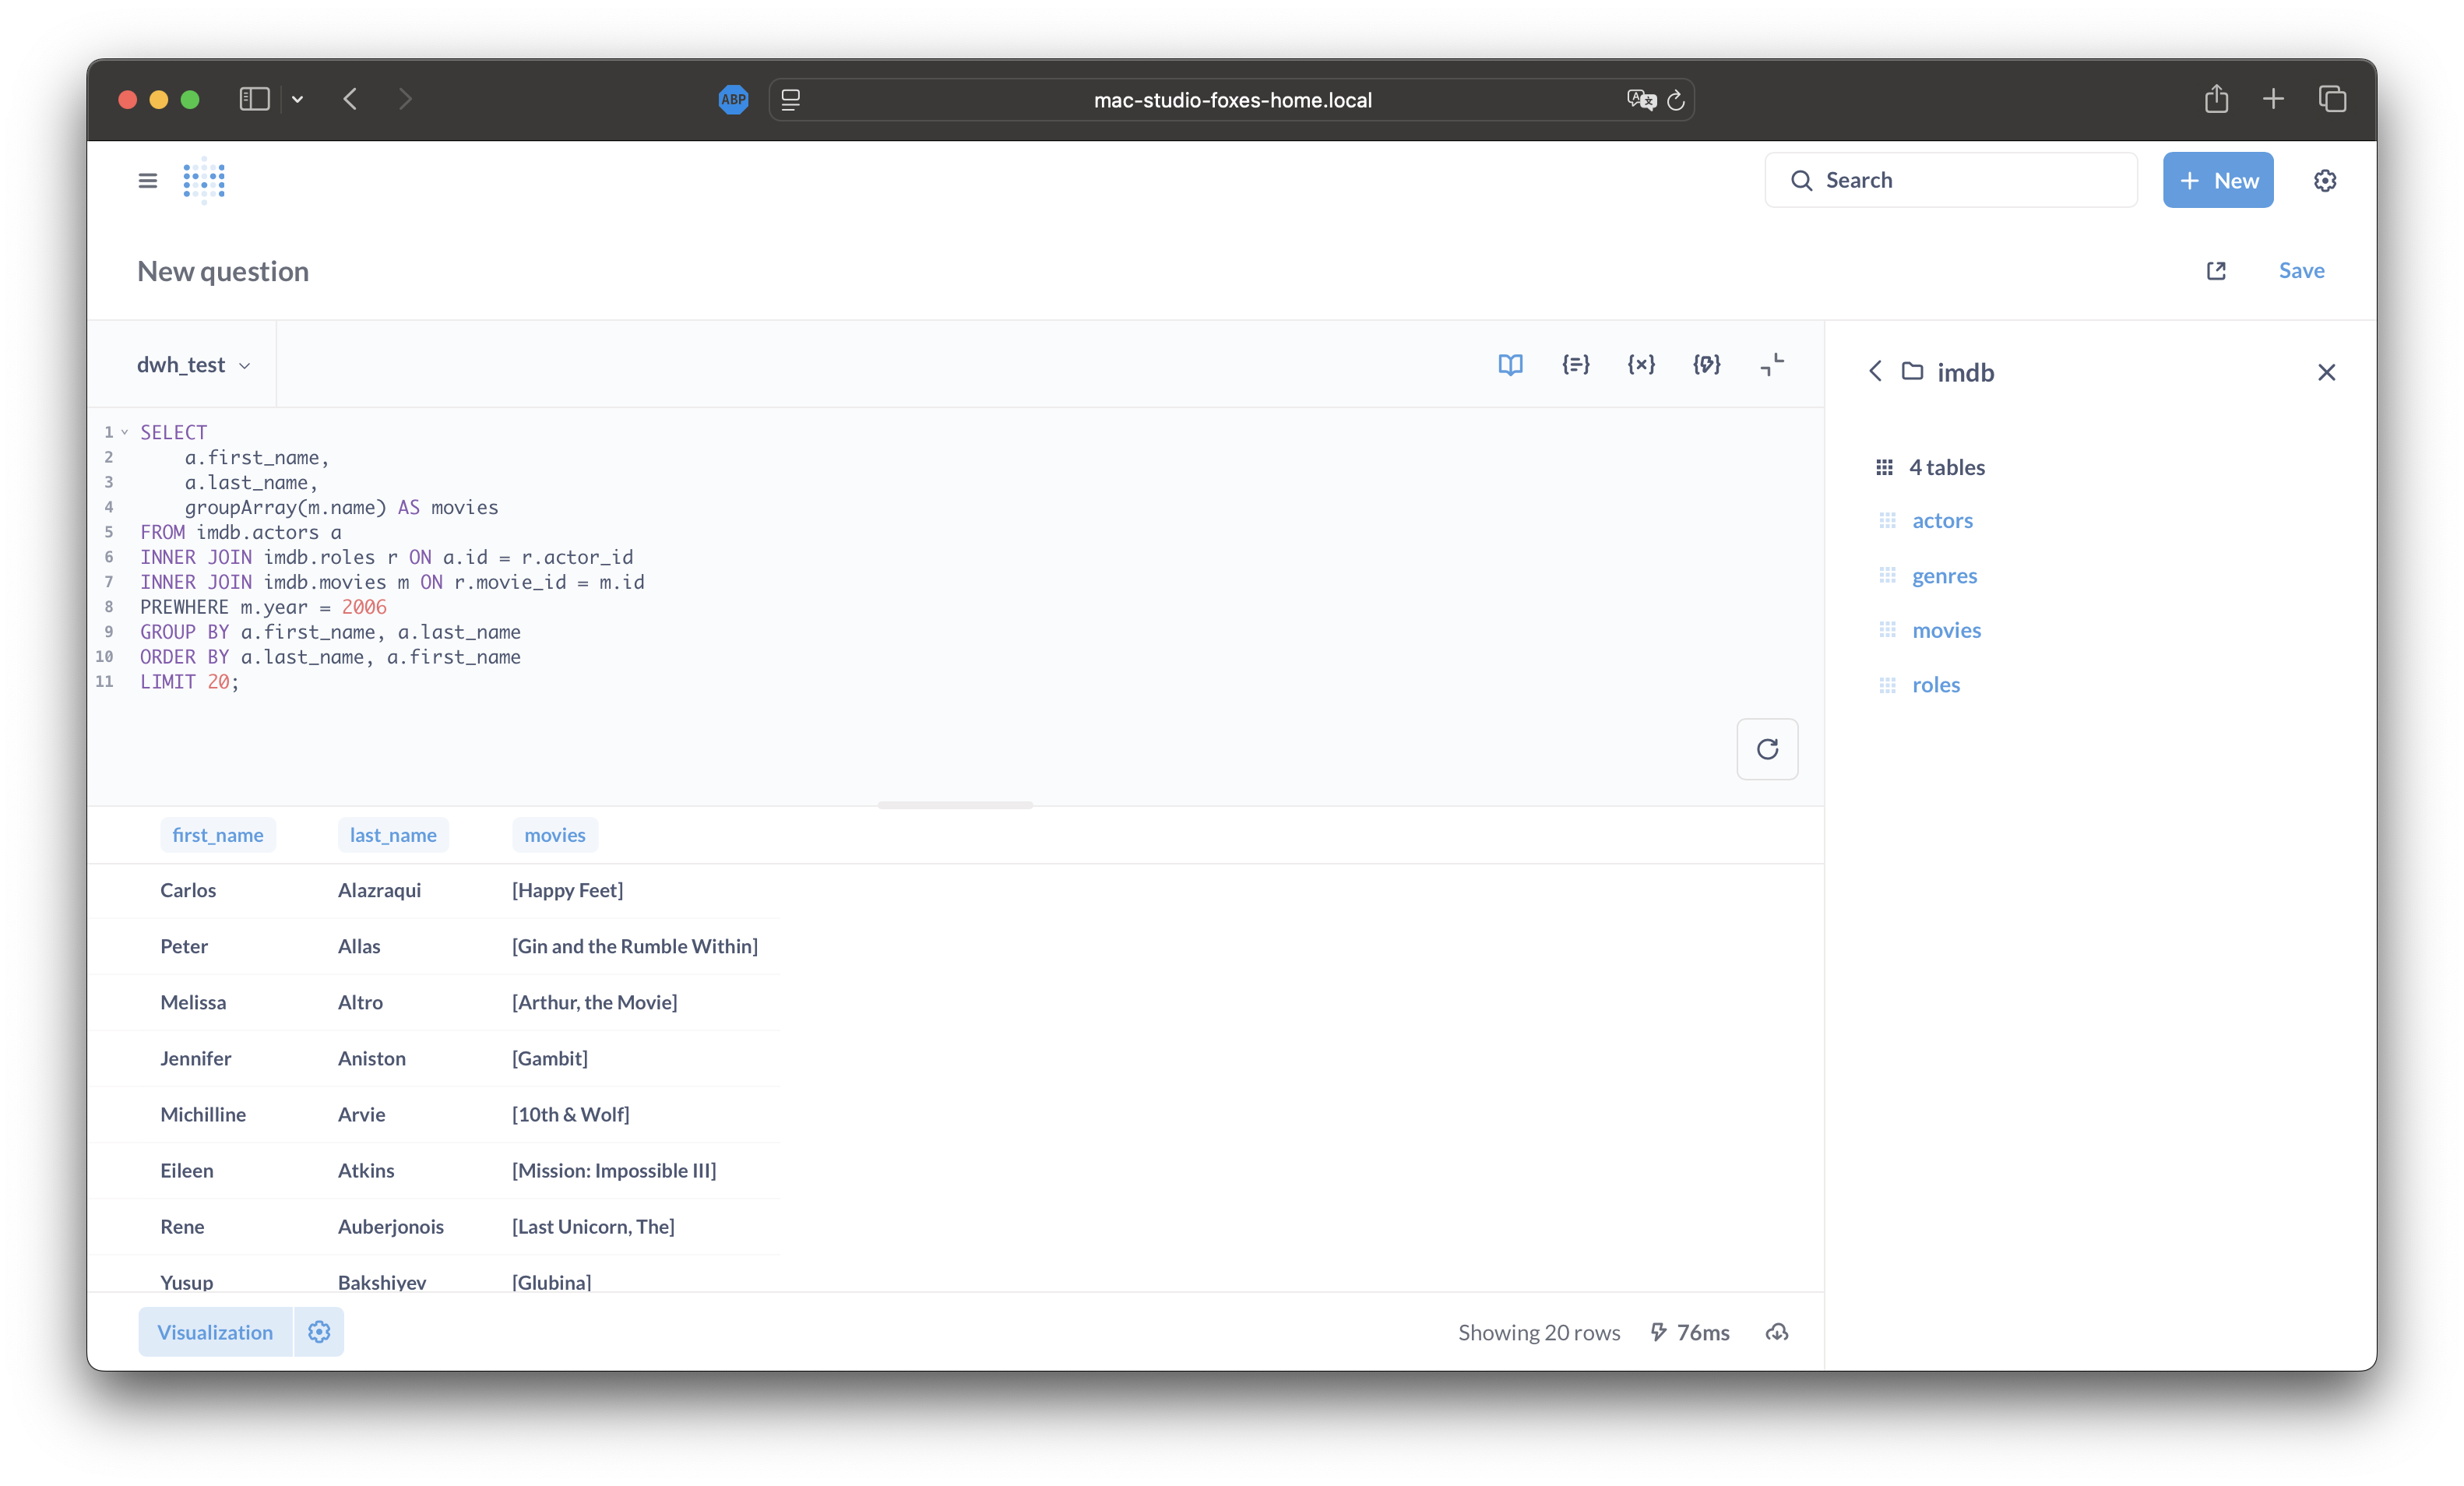 ABP
mac-studio-foxes-home.local
Search
+ New
New question
Save
dwh_test
imdb
1 SELECT
2 a.first_name,
3 a.last_name,
4 groupArray(m.name) AS movies
5 FROM imdb.actors a
6 INNER JOIN imdb.roles r ON a.id = r.actor_id
7 INNER JOIN imdb.movies m ON r.movie_id = m.id
8 PREWHERE m.year = 2006
9 GROUP BY a.first_name, a.last_name
10 ORDER BY a.last_name, a.first_name
11 LIMIT 20;
4 tables
actors
genres
movies
roles
first_name last_name movies
Carlos Alazraqui [Happy Feet]
Peter Allas [Gin and the Rumble Within]
Melissa Altro [Arthur, the Movie]
Jennifer Aniston [Gambit]
Michilline Arvie [10th & Wolf]
Eileen Atkins [Mission: Impossible III]
Rene Auberjonois [Last Unicorn, The]
Yusup Bakshiyev [Glubina]
Visualization
Showing 20 rows 76ms